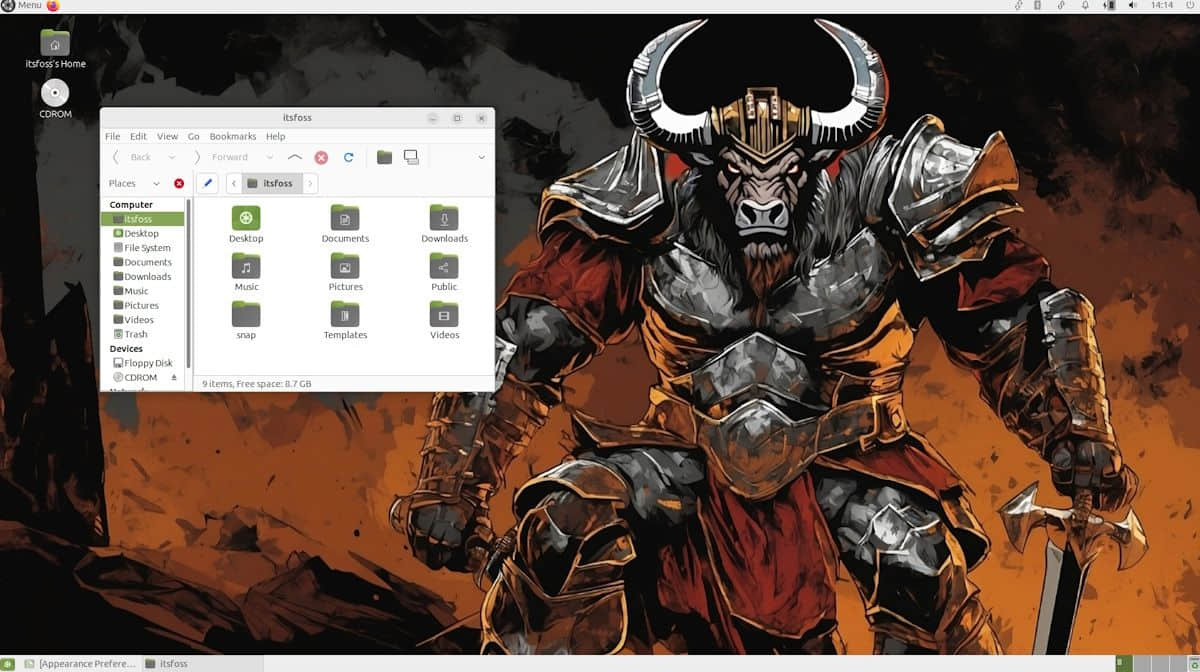 Menu
14:14
itsfoss's Home
CDROM
itsfoss
File Edit View Go Bookmarks Help
Back Forward
Places itsfoss
Computer
itsfoss
Desktop
File System
Documents
Downloads
Music
Pictures
Videos
Trash
Devices
Floppy Disk
CDROM
Desktop Documents Downloads
Music Pictures Public
snap Templates Videos
9 items, Free space: 8.7 GB
[Appearance Prefere... itsfoss